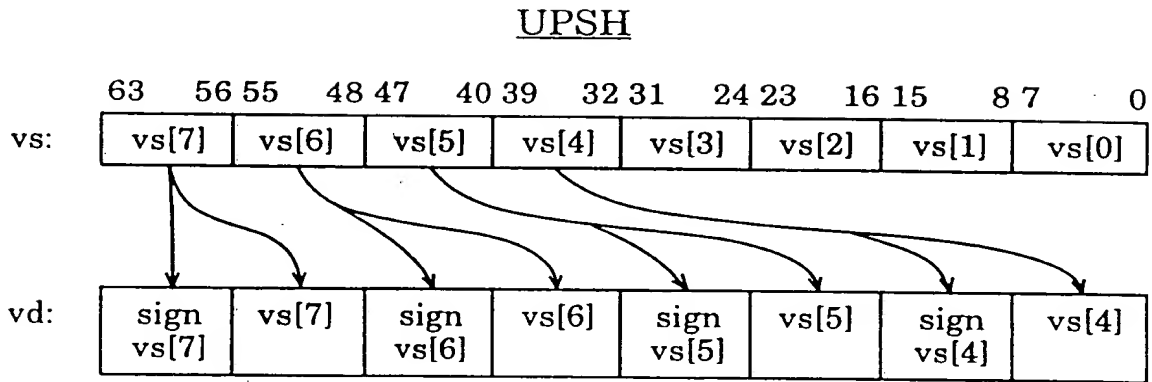 UPSH
63 56 55 48 47 40 39 32 31 24 23 16 15 8 7 0
vs: vs[7] vs[6] vs[5] vs[4] vs[3] vs[2] vs[1] vs[0]
vd: sign vs[7] sign vs[6] sign vs[5] sign vs[4]
vs[7] vs[6] vs[5] vs[4]